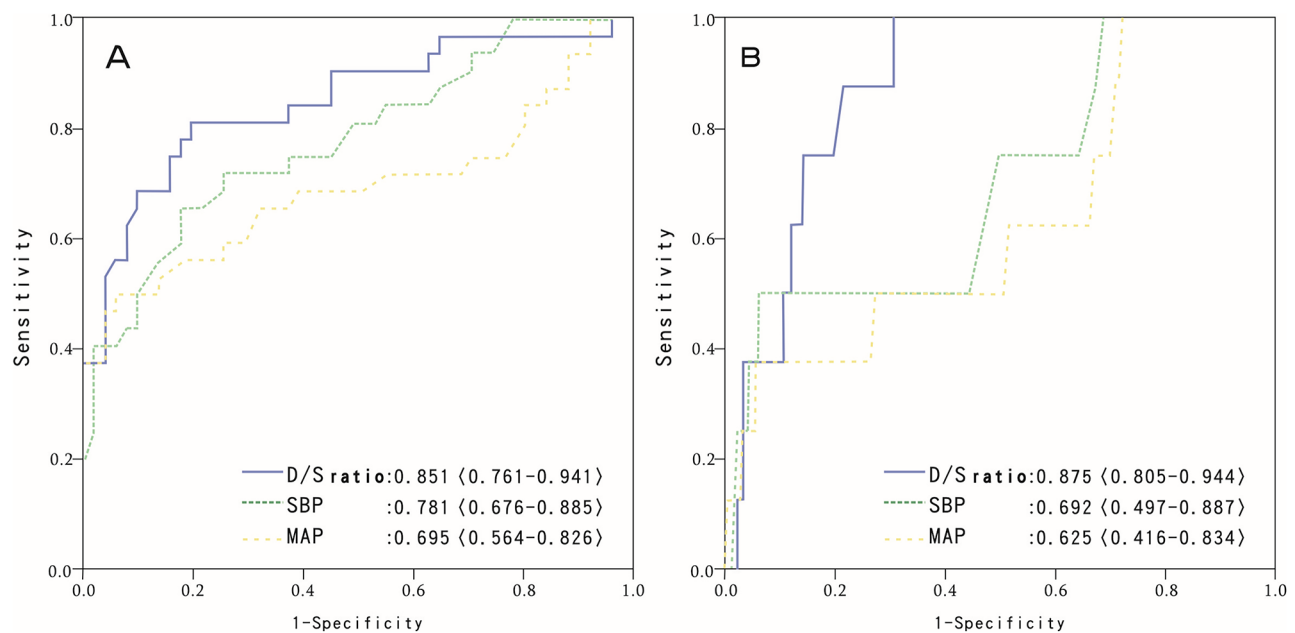 A
Sensitivity
1.0
0.8
0.6
0.4
0.2
0.0
D/S ratio:0.851 ⟨0.761-0.941⟩
SBP :0.781 ⟨0.676-0.885⟩
MAP :0.695 ⟨0.564-0.826⟩
0.0 0.2 0.4 0.6 0.8 1.0
1-Specificity
B
Sensitivity
1.0
0.8
0.6
0.4
0.2
0.0
D/S ratio:0.875 ⟨0.805-0.944⟩
SBP :0.692 ⟨0.497-0.887⟩
MAP :0.625 ⟨0.416-0.834⟩
0.0 0.2 0.4 0.6 0.8 1.0
1-Specificity